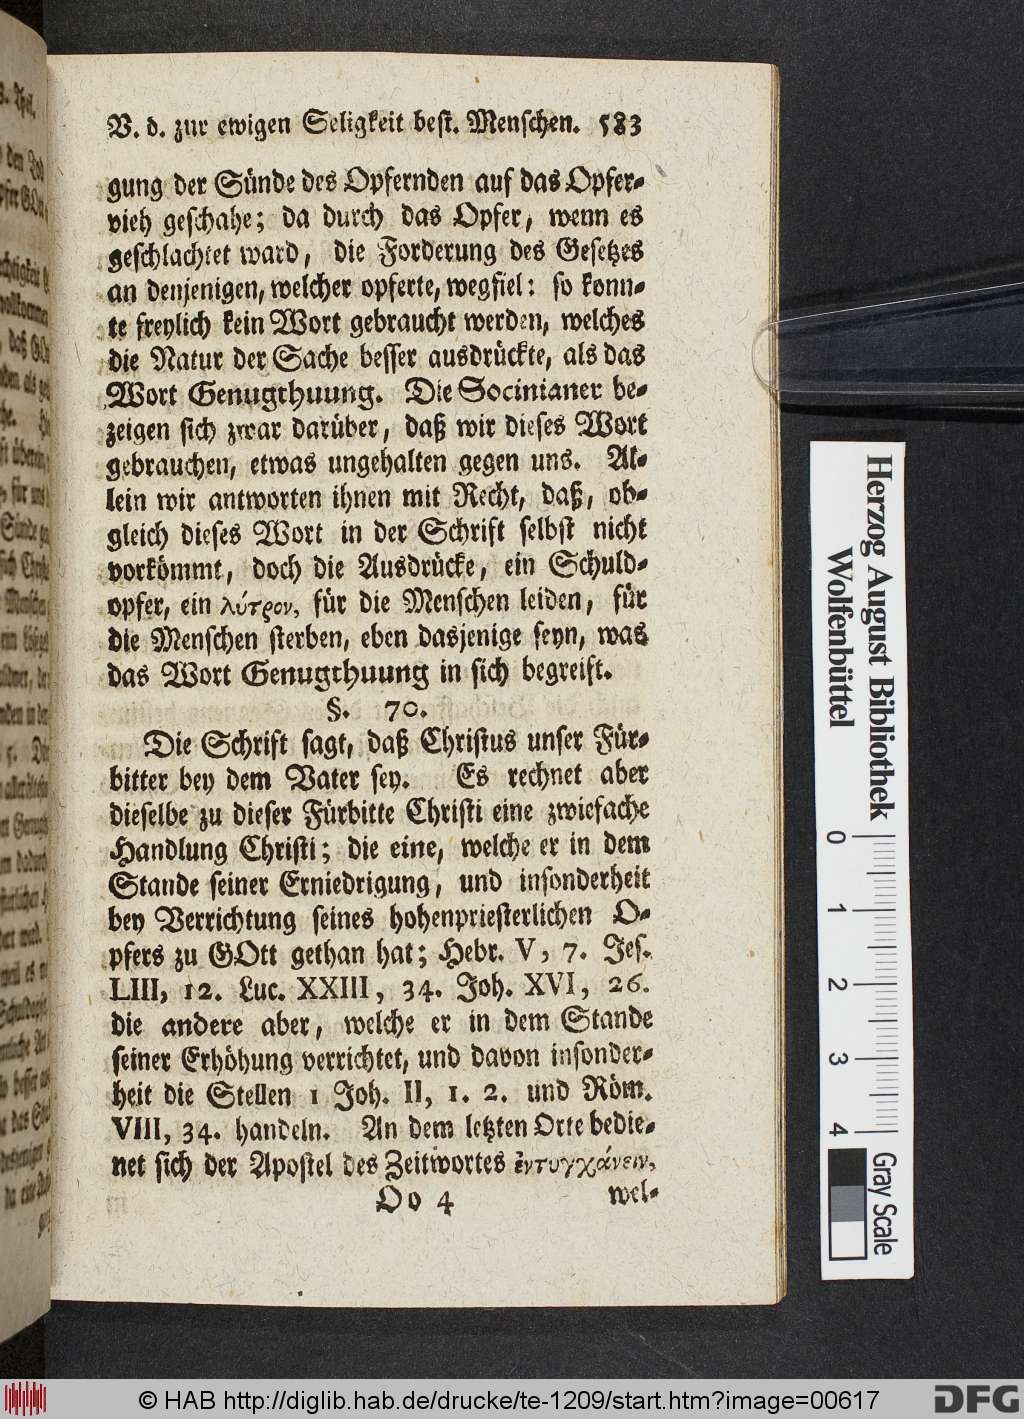 V. d. zur ewigen Seligkeit best. Menschen. 583
gung der Sünde des Opfernden auf das Opfer-
vieh geschahe; da durch das Opfer, wenn es
geschlachtet ward, die Forderung des Gesetzes
an denjenigen, welcher opferte, wegfiel: so konn-
te freylich kein Wort gebraucht werden, welches
die Natur der Sache besser ausdrückte, als das
Wort Genugthuung. Die Socinianer be-
zeigen sich zwar darüber, daß wir dieses Wort
gebrauchen, etwas ungehalten gegen uns. Al-
lein wir antworten ihnen mit Recht, daß, ob-
gleich dieses Wort in der Schrift selbst nicht
vorkömmt, doch die Ausdrücke, ein Schuld-
opfer, ein λύτρον, für die Menschen leiden, für
die Menschen sterben, eben dasjenige seyn, was
das Wort Genugthuung in sich begreift.
§. 70.
Die Schrift sagt, daß Christus unser Für-
bitter bey dem Vater sey. Es rechnet aber
dieselbe zu dieser Fürbitte Christi eine zwiefache
Handlung Christi; die eine, welche er in dem
Stande seiner Erniedrigung, und insonderheit
bey Verrichtung seines hohenpriesterlichen O-
pfers zu GOtt gethan hat; Hebr. V, 7. Jes.
LIII, 12. Luc. XXIII, 34. Joh. XVI, 26.
die andere aber, welche er in dem Stande
seiner Erhöhung verrichtet, und davon insonder-
heit die Stellen 1 Joh. II, 1. 2. und Röm.
VIII, 34. handeln. An dem letzten Orte bedie-
net sich der Apostel des Zeitwortes ἐντυγχάνειν,
Oo 4 wel-
Herzog August Bibliothek
Wolfenbüttel
0 1 2 3 4
Gray Scale
© HAB http://diglib.hab.de/drucke/te-1209/start.htm?image=00617
DFG